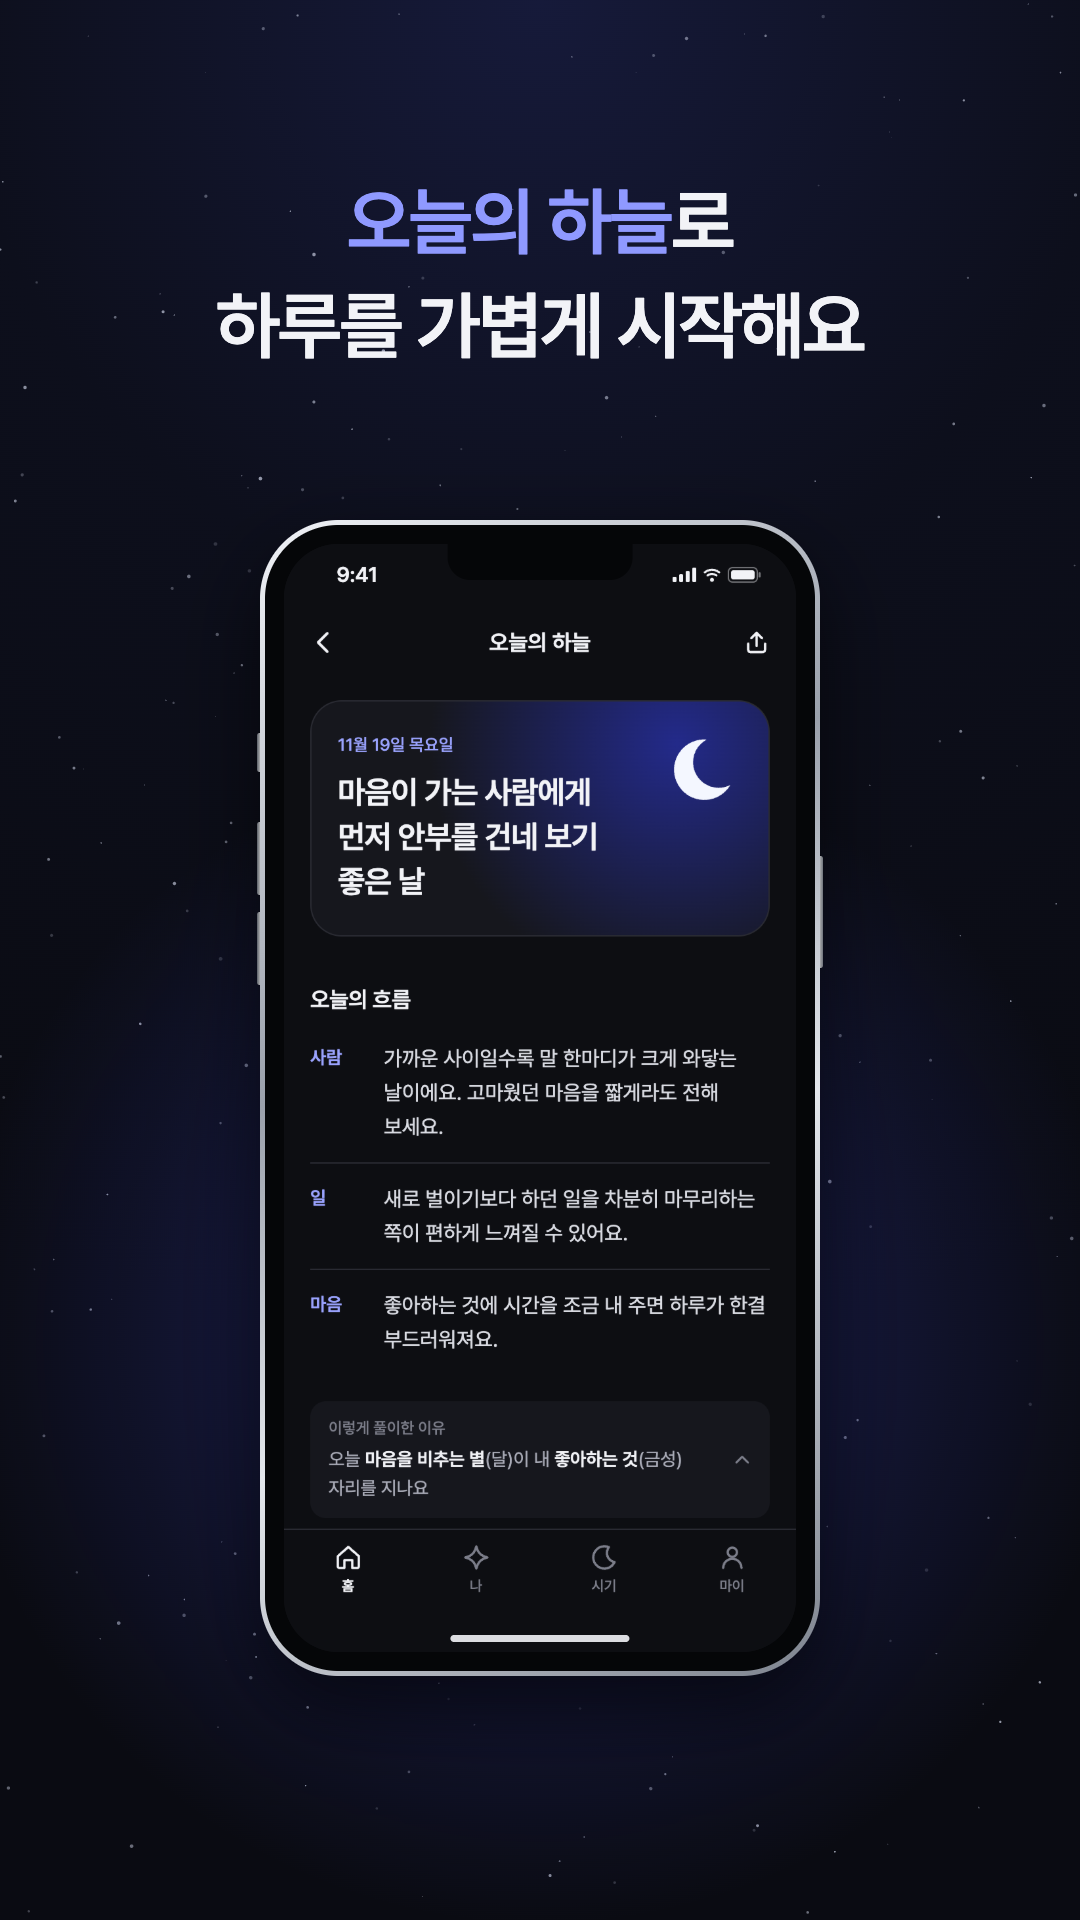 오늘의 하늘로
하루를 가볍게 시작해요
9:41
오늘의 하늘
11월 19일 목요일
마음이 가는 사람에게
먼저 안부를 건네 보기
좋은 날
오늘의 흐름
사람
가까운 사이일수록 말 한마디가 크게 와닿는
날이에요. 고마웠던 마음을 짧게라도 전해
보세요.
일
새로 벌이기보다 하던 일을 차분히 마무리하는
쪽이 편하게 느껴질 수 있어요.
마음
좋아하는 것에 시간을 조금 내 주면 하루가 한결
부드러워져요.
이렇게 풀이한 이유
오늘 마음을 비추는 별(달)이 내 좋아하는 것(금성)
자리를 지나요
홈
나
시기
마이